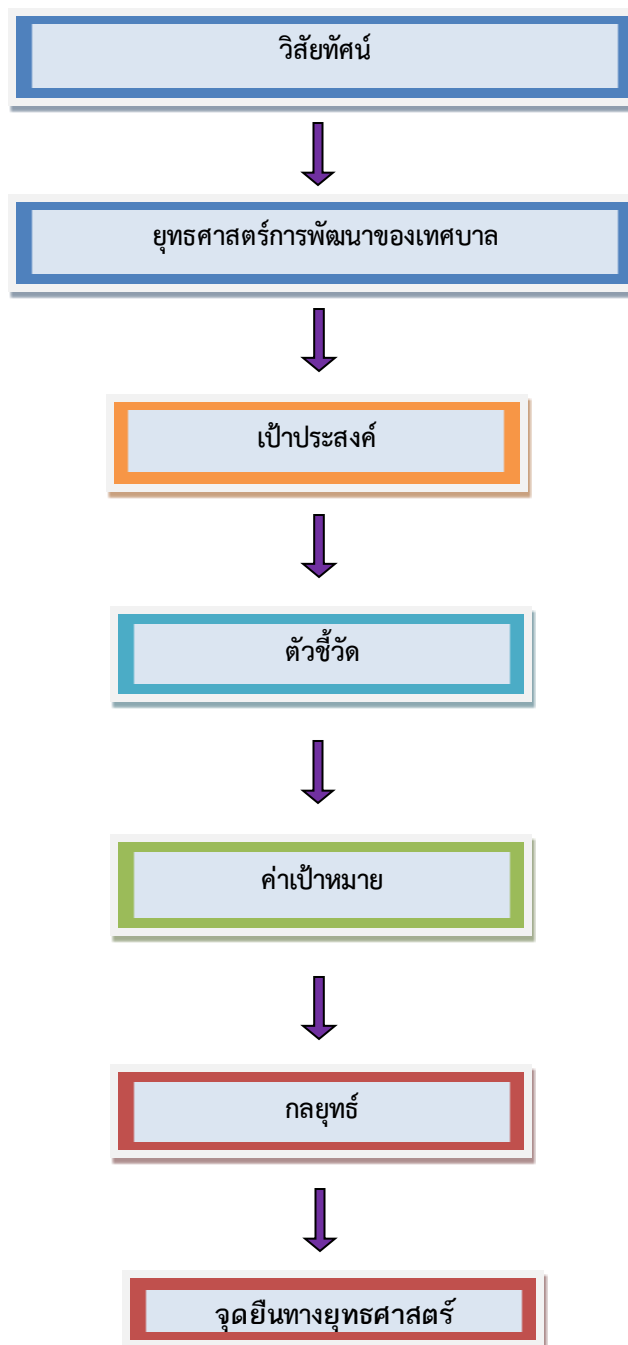 วิสัยทัศน์
ยุทธศาสตร์การพัฒนาของเทศบาล
เป้าประสงค์
ตัวชี้วัด
ค่าเป้าหมาย
กลยุทธ์
จุดยืนทางยุทธศาสตร์